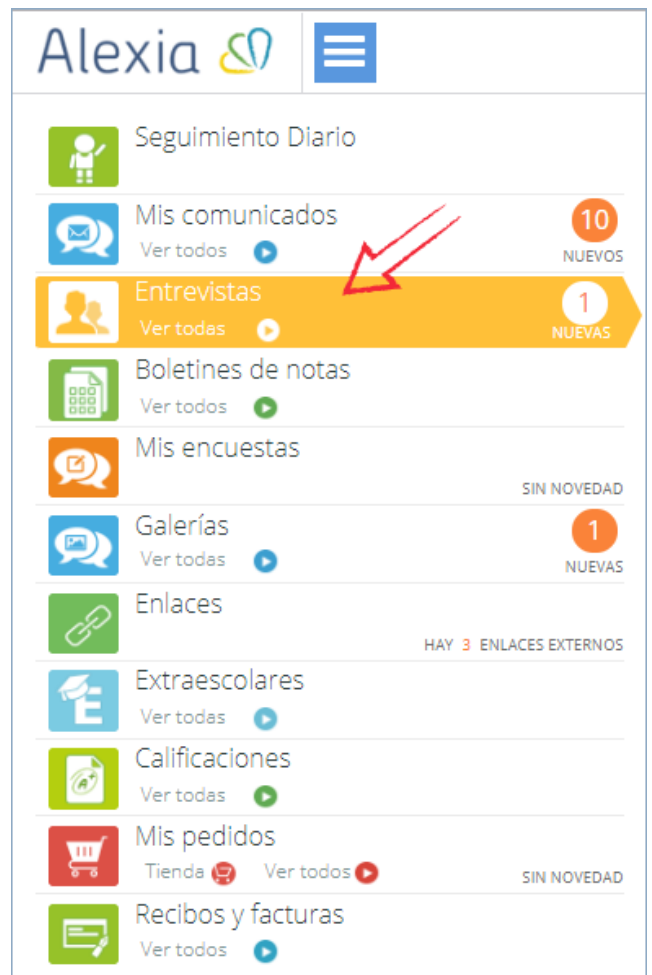 Alexia
Seguimiento Diario
Mis comunicados
10
Ver todos
NUEVOS
Entrevistas
1
Ver todas
NUEVAS
Boletines de notas
Ver todos
Mis encuestas
SIN NOVEDAD
Galerías
1
Ver todas
NUEVAS
Enlaces
HAY 3 ENLACES EXTERNOS
E
Extraescolares
Ver todas
A+
Calificaciones
Ver todas
Mis pedidos
Tienda Ver todos
SIN NOVEDAD
Recibos y facturas
Ver todos